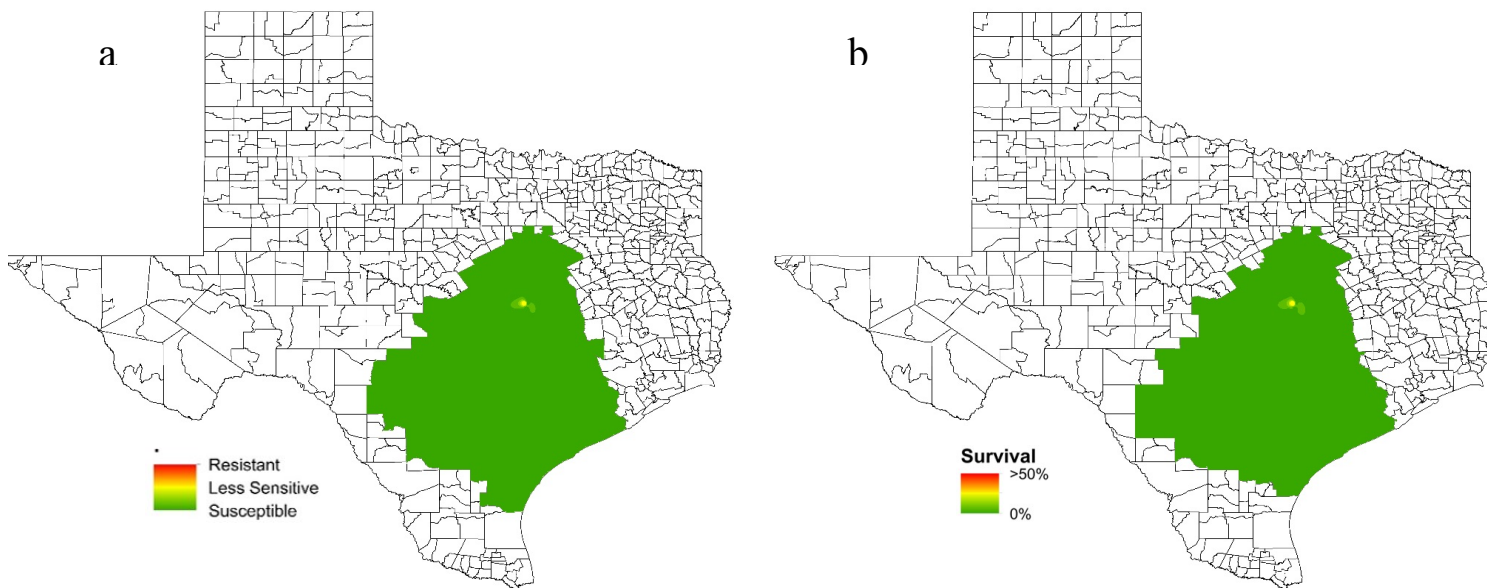 a
b
Resistant
Less Sensitive
Susceptible
Survival
>50%
0%